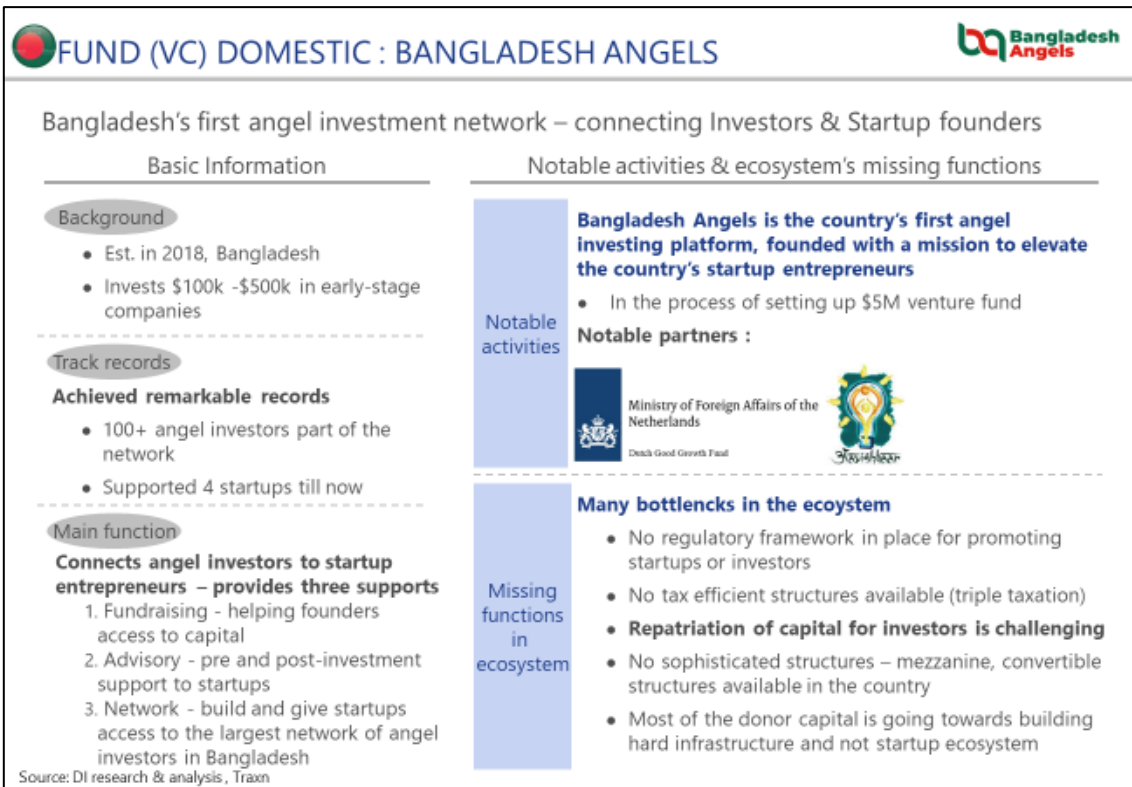 FUND (VC) DOMESTIC : BANGLADESH ANGELS
Bangladesh
Angels
Bangladesh's first angel investment network – connecting Investors & Startup founders
Basic Information
Background
• Est. in 2018, Bangladesh
• Invests $100k -$500k in early-stage
companies
Track records
Achieved remarkable records
• 100+ angel investors part of the
network
• Supported 4 startups till now
Main function
Connects angel investors to startup
entrepreneurs – provides three supports
1. Fundraising - helping founders
access to capital
2. Advisory - pre and post-investment
support to startups
3. Network - build and give startups
access to the largest network of angel
investors in Bangladesh
Notable activities & ecosystem's missing functions
Notable
activities
Bangladesh Angels is the country's first angel
investing platform, founded with a mission to elevate
the country's startup entrepreneurs
• In the process of setting up $5M venture fund
Notable partners :
Ministry of Foreign Affairs of the
Netherlands
Dutch Good Growth Fund
Missing
functions
in
ecosystem
Many bottlencks in the ecoystem
• No regulatory framework in place for promoting
startups or investors
• No tax efficient structures available (triple taxation)
• Repatriation of capital for investors is challenging
• No sophisticated structures – mezzanine, convertible
structures available in the country
• Most of the donor capital is going towards building
hard infrastructure and not startup ecosystem
Source: DI research & analysis, Traxn